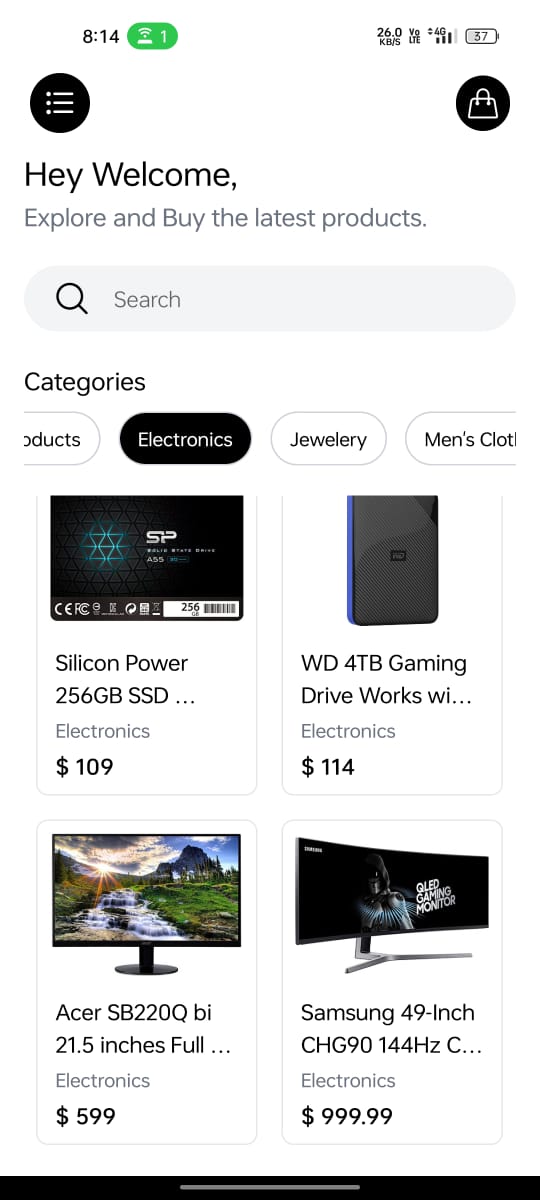 8:14
1
26.0
KB/S
Vo
LTE
4G
37
Hey Welcome,
Explore and Buy the latest products.
Search
Categories
oducts
Electronics
Jewelery
Men's Clot
SP
SOLID STATE DRIVE
A55
256
GB
WD
Silicon Power
256GB SSD ...
Electronics
$ 109
WD 4TB Gaming
Drive Works wi...
Electronics
$ 114
SAMSUNG
QLED
GAMING
MONITOR
Acer SB220Q bi
21.5 inches Full ...
Electronics
$ 599
Samsung 49-Inch
CHG90 144Hz C...
Electronics
$ 999.99